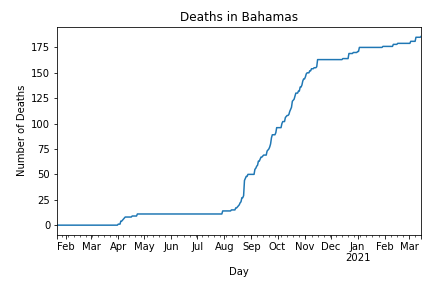 Deaths in Bahamas
Number of Deaths
175
150
125
100
75
50
25
0
Feb Mar Apr May Jun Jul Aug Sep Oct Nov Dec Jan Feb Mar
2021
Day